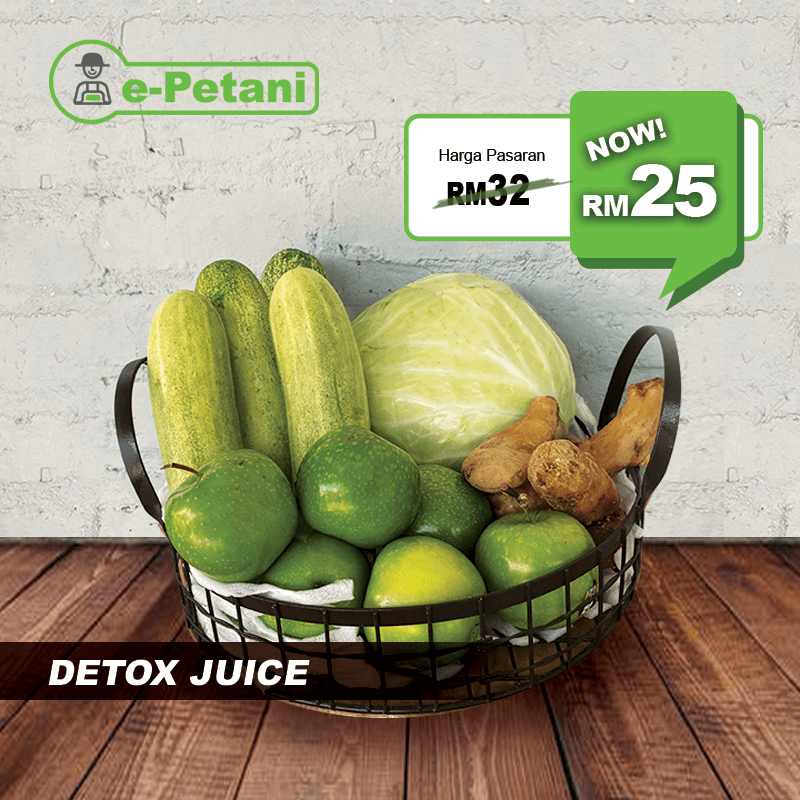 e-Petani
Harga Pasaran
RM32
NOW!
RM25
DETOX JUICE